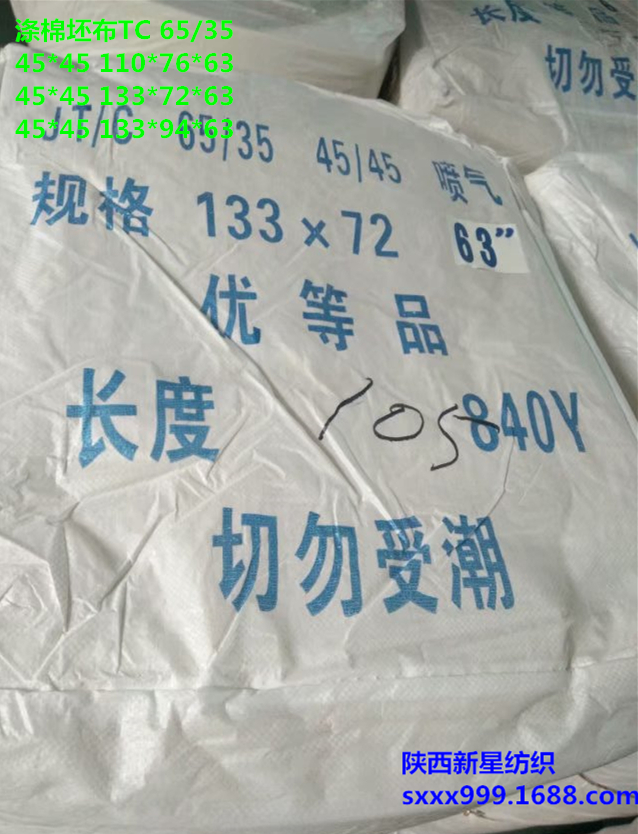 涤棉坯布TC 65/35
45*45 110*76*63
45*45 133*72*63
45*45 133*94*63
JT/C 65/35 45/45 喷气
规格 133×72 63”
优等品
长度 105 840Y
切勿受潮
长度
切勿受
陕西新星纺织
sxxx999.1688.com